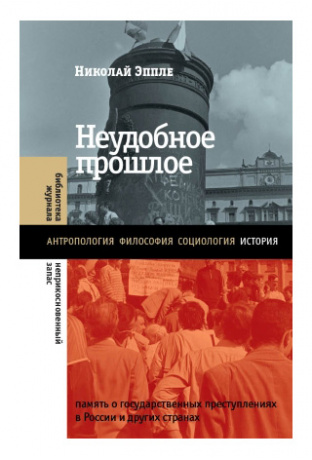 Николай Эппле
Неудобное
прошлое
библиотека
журнала
АНТРОПОЛОГИЯ ФИЛОСОФИЯ СОЦИОЛОГИЯ ИСТОРИЯ
неприкосновенный
запас
память о государственных преступлениях
в России и других странах